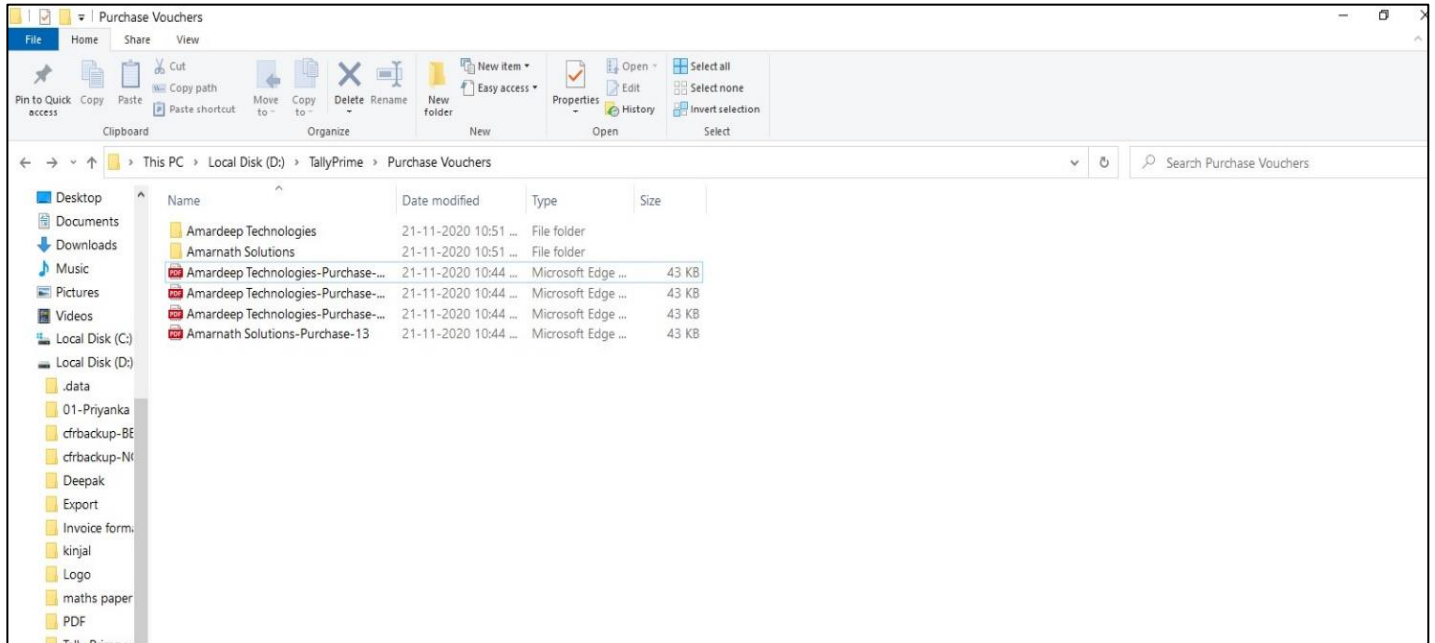 Purchase Vouchers
File Home Share View
Pin to Quick access
Copy
Paste
Cut
Copy path
Paste shortcut
Clipboard
Move to
Copy to
Delete
Rename
Organize
New folder
New item
Easy access
New
Properties
Open
Edit
History
Open
Select all
Select none
Invert selection
Select
This PC > Local Disk (D:) > TallyPrime > Purchase Vouchers
Search Purchase Vouchers
Desktop
Documents
Downloads
Music
Pictures
Videos
Local Disk (C:)
Local Disk (D:)
.data
01-Priyanka
cfrbackup-BE
cfrbackup-N
Deepak
Export
Invoice form
kinjal
Logo
maths paper
PDF
Name Date modified Type Size
Amardeep Technologies 21-11-2020 10:51 ... File folder
Amarnath Solutions 21-11-2020 10:51 ... File folder
Amardeep Technologies-Purchase-... 21-11-2020 10:44 ... Microsoft Edge ... 43 KB
Amardeep Technologies-Purchase-... 21-11-2020 10:44 ... Microsoft Edge ... 43 KB
Amardeep Technologies-Purchase-... 21-11-2020 10:44 ... Microsoft Edge ... 43 KB
Amarnath Solutions-Purchase-13 21-11-2020 10:44 ... Microsoft Edge ... 43 KB